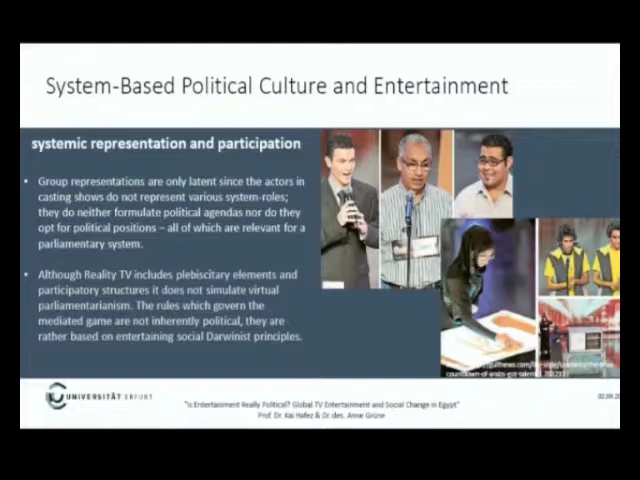 System-Based Political Culture and Entertainment
systemic representation and participation
• Group representations are only latent since the actors in
casting shows do not represent various system-roles;
they do neither formulate political agendas nor do they
opt for political positions – all of which are relevant for a
parliamentary system.
• Although Reality TV includes plebiscitary elements and
participatory structures it does not simulate virtual
parliamentarianism. The rules which govern the
mediated game are not inherently political, they are
rather based on entertaining social Darwinist principles.
UNIVERSITÄT ERFURT
"Is Entertainment Really Political? Global TV Entertainment and Social Change in Egypt"
Prof. Dr. Kai Hafez & Dr. des. Anne Grüne